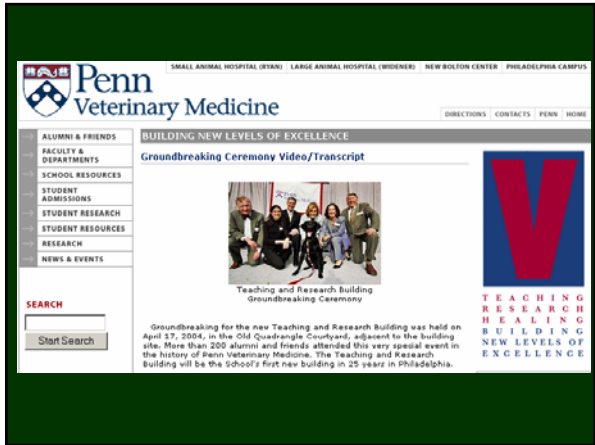 SMALL ANIMAL HOSPITAL (RYAN) LARGE ANIMAL HOSPITAL (WIDENER) NEW BOLTON CENTER PHILADELPHIA CAMPUS
Penn
Veterinary Medicine
DIRECTIONS CONTACTS PENN HOME
ALUMNI & FRIENDS
FACULTY &
DEPARTMENTS
SCHOOL RESOURCES
STUDENT
ADMISSIONS
STUDENT RESEARCH
STUDENT RESOURCES
RESEARCH
NEWS & EVENTS
SEARCH
Start Search
BUILDING NEW LEVELS OF EXCELLENCE
Groundbreaking Ceremony Video/Transcript
Teaching and Research Building
Groundbreaking Ceremony
Groundbreaking for the new Teaching and Research Building was held on
April 17, 2004, in the Old Quadrangle Courtyard, adjacent to the building
site. More than 200 alumni and friends attended this very special event in
the history of Penn Veterinary Medicine. The Teaching and Research
Building will be the School's first new building in 25 years in Philadelphia.
V
TEACHING
RESEARCH
HEALING
BUILDING
NEW LEVELS OF
EXCELLENCE